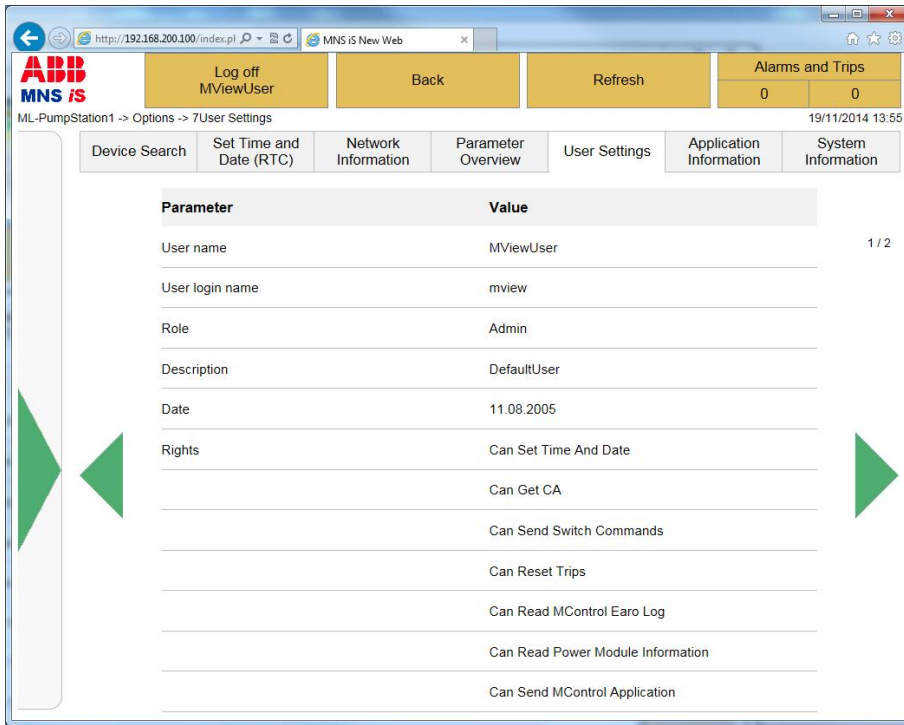 http://192.168.200.100/index.pl
MNS iS New Web
ABB
MNS iS
Log off
MViewUser
Back
Refresh
Alarms and Trips
0 0
ML-PumpStation1 -> Options -> 7User Settings
19/11/2014 13:55
Device Search
Set Time and
Date (RTC)
Network
Information
Parameter
Overview
User Settings
Application
Information
System
Information
Parameter Value
User name MViewUser
1 / 2
User login name mview
Role Admin
Description DefaultUser
Date 11.08.2005
Rights Can Set Time And Date
Can Get CA
Can Send Switch Commands
Can Reset Trips
Can Read MControl Earo Log
Can Read Power Module Information
Can Send MControl Application